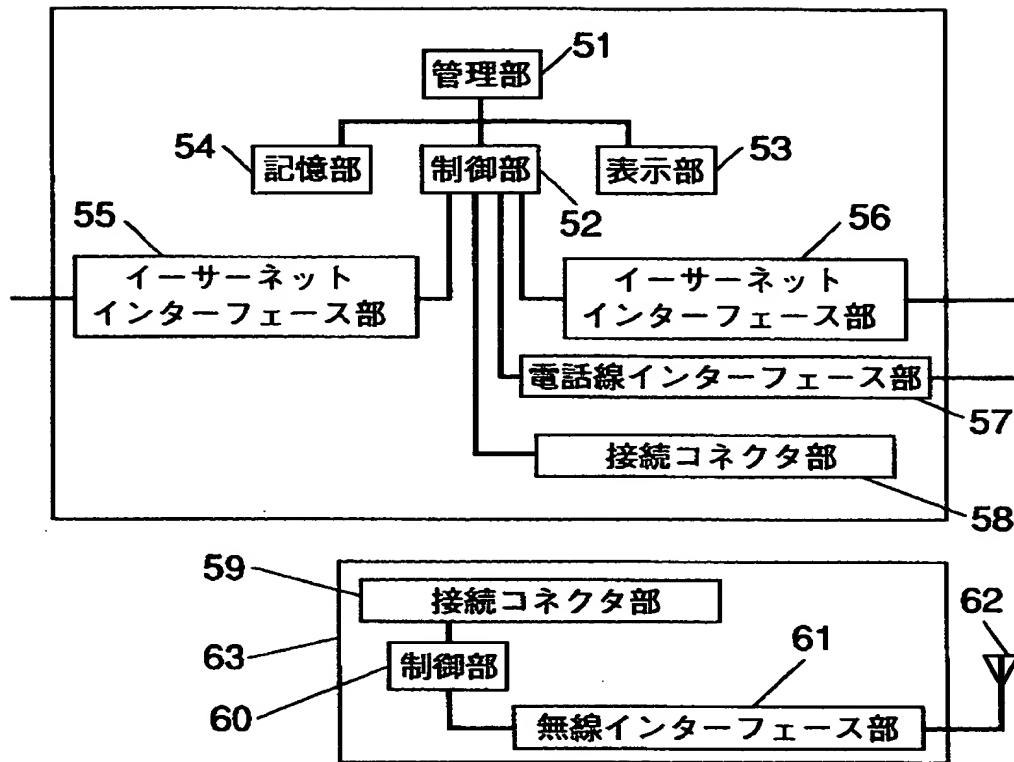 51
管理部
54
記憶部
制御部
52
表示部
53
55
イーサーネット
インターフェース部
56
イーサーネット
インターフェース部
電話線インターフェース部
57
接続コネクタ部
58
59
接続コネクタ部
63
制御部
60
61
無線インターフェース部
62